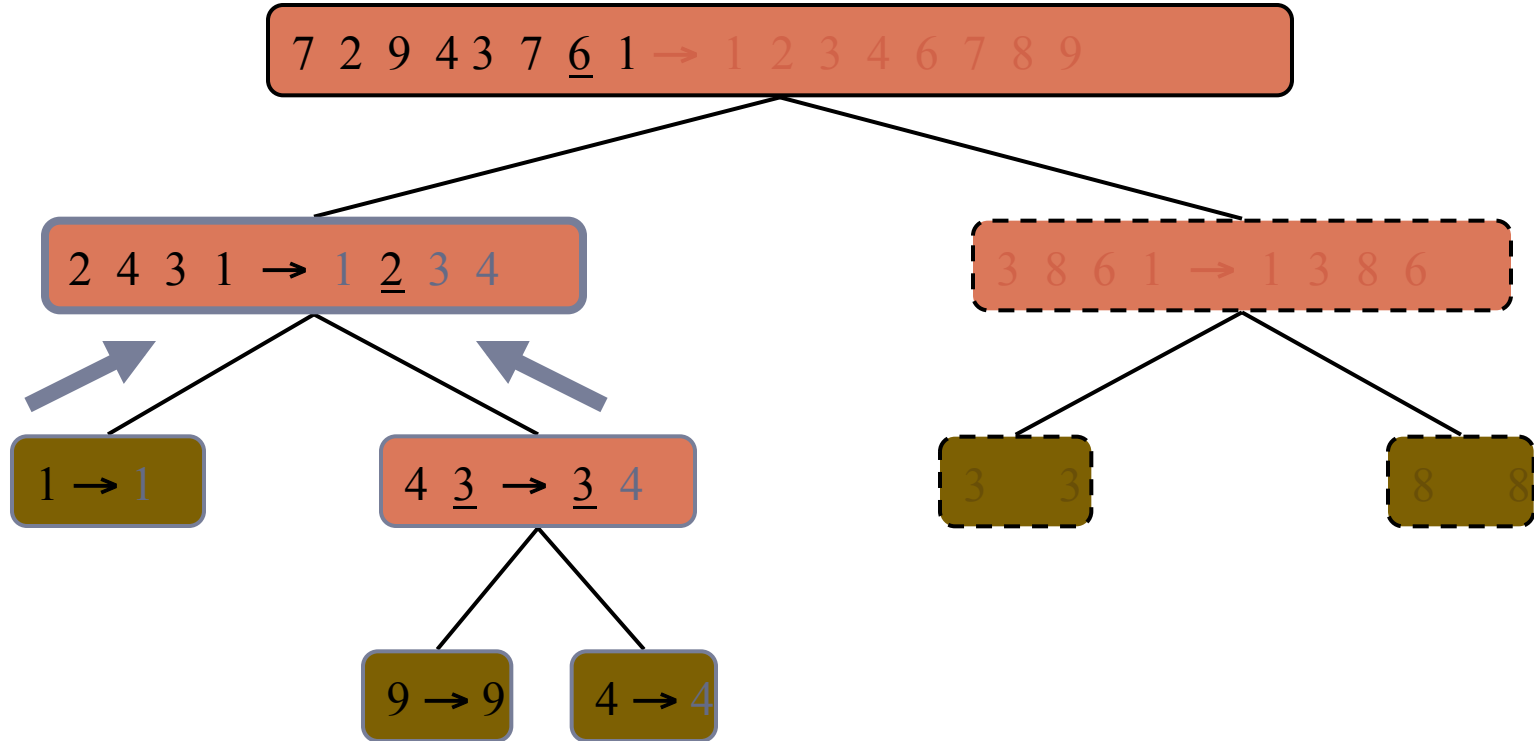 7 2 9 4 3 7 6 1 → 1 2 3 4 6 7 8 9
2 4 3 1 → 1 2 3 4
3 8 6 1 → 1 3 8 6
1 → 1
4 3 → 3 4
3 3
8 8
9 → 9
4 → 4